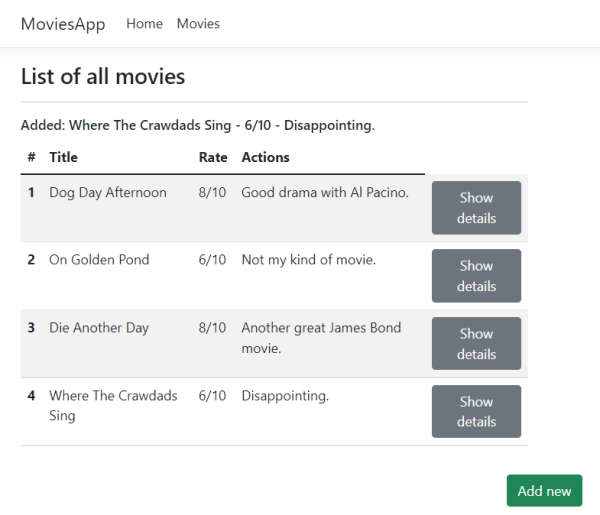 MoviesApp Home Movies
List of all movies
Added: Where The Crawdads Sing - 6/10 - Disappointing.
# Title Rate Actions
1 Dog Day Afternoon 8/10 Good drama with Al Pacino. Show
details
2 On Golden Pond 6/10 Not my kind of movie. Show
details
3 Die Another Day 8/10 Another great James Bond Show
movie. details
4 Where The Crawdads 6/10 Disappointing. Show
Sing details
Add new